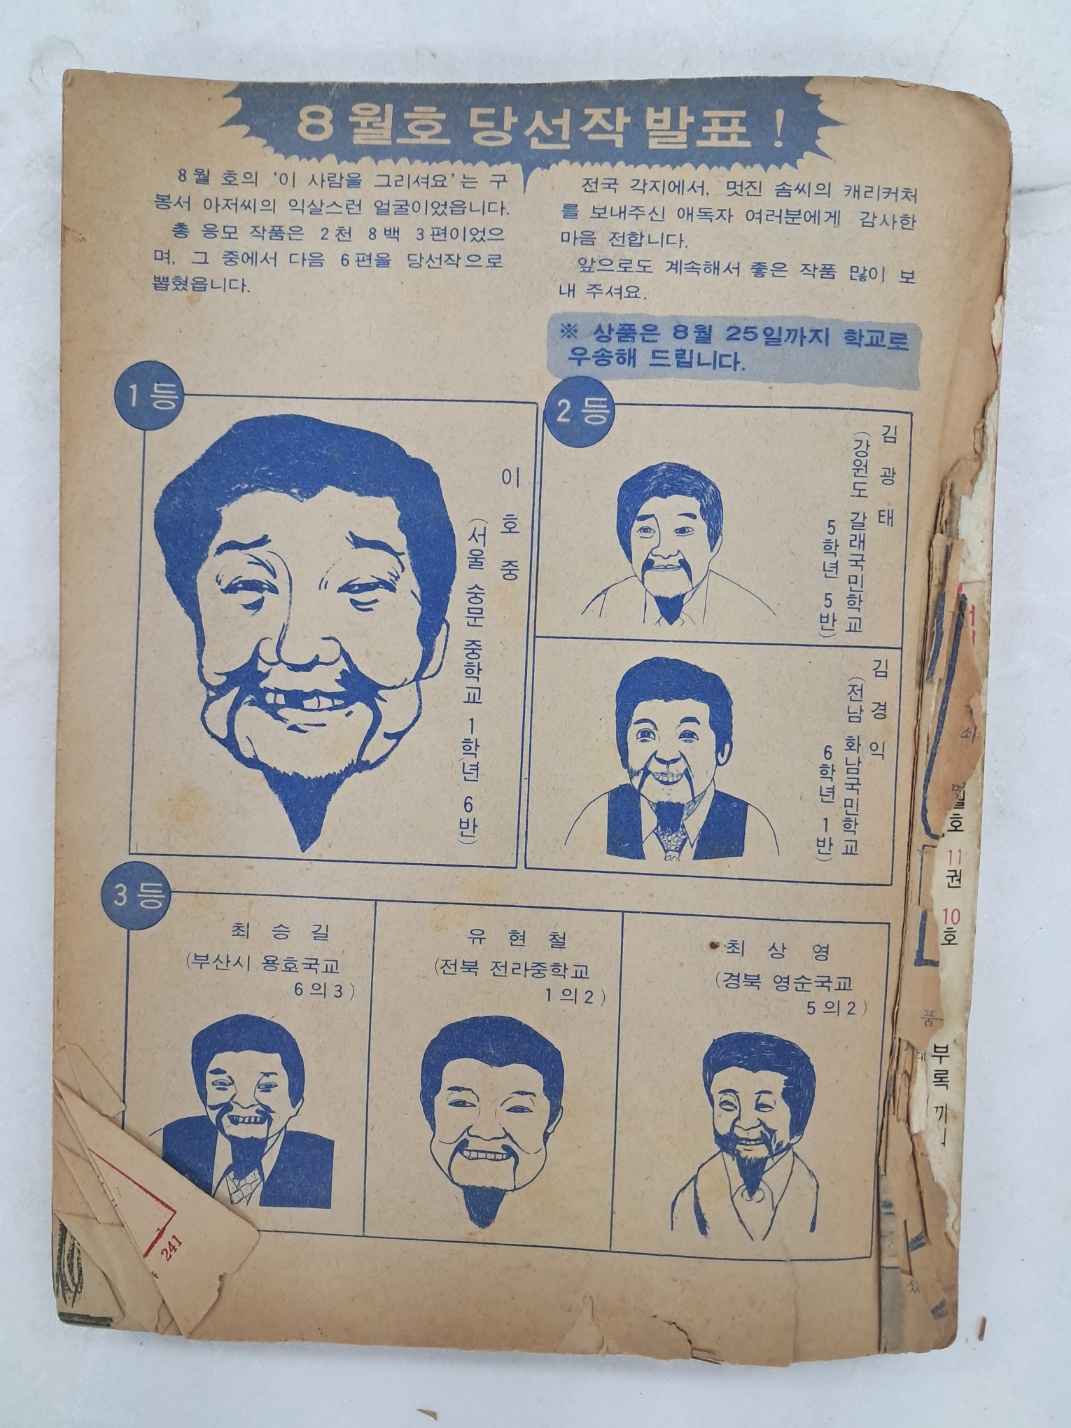 8월호 당선작 발표!
8월 호의 '이 사람을 그리셔요'는 구
봉서 아저씨의 익살스런 얼굴이었읍니다.
총 응모 작품은 2천 8백 3편이었으
며, 그 중에서 다음 6편을 당선작으로
뽑혔읍니다.
전국 각지에서, 멋진 솜씨의 캐리커처
를 보내주신 애독자 여러분에게 감사한
마음 전합니다.
앞으로도 계속해서 좋은 작품 많이 보
내 주셔요.
※ 상품은 8월 25일까지 학교로
우송해 드립니다.
1등
이호중
(서울 숭문 중학교 1학년 6반)
2등
김광태
(강원도 갈래국민학교
5학년 5반)
김경익
(전남 화남국민학교
6학년 1반)
3등
최승길
(부산시 용호국교
6의3)
유현철
(전북 전라중학교
1의2)
최상영
(경북 영순국교
5의2)
호
11
권
10
호
품
부록
241